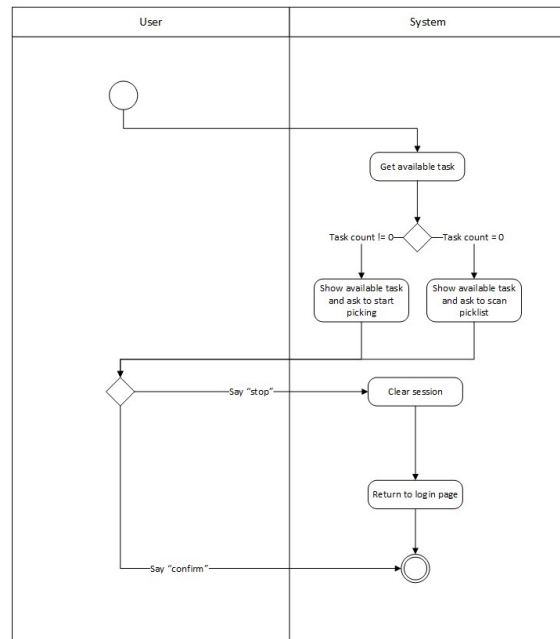 User
System
Get available task
Task count != 0
Task count = 0
Show available task
and ask to start
picking
Show available task
and ask to scan
picklist
Say "stop"
Clear session
Return to login page
Say "confirm"